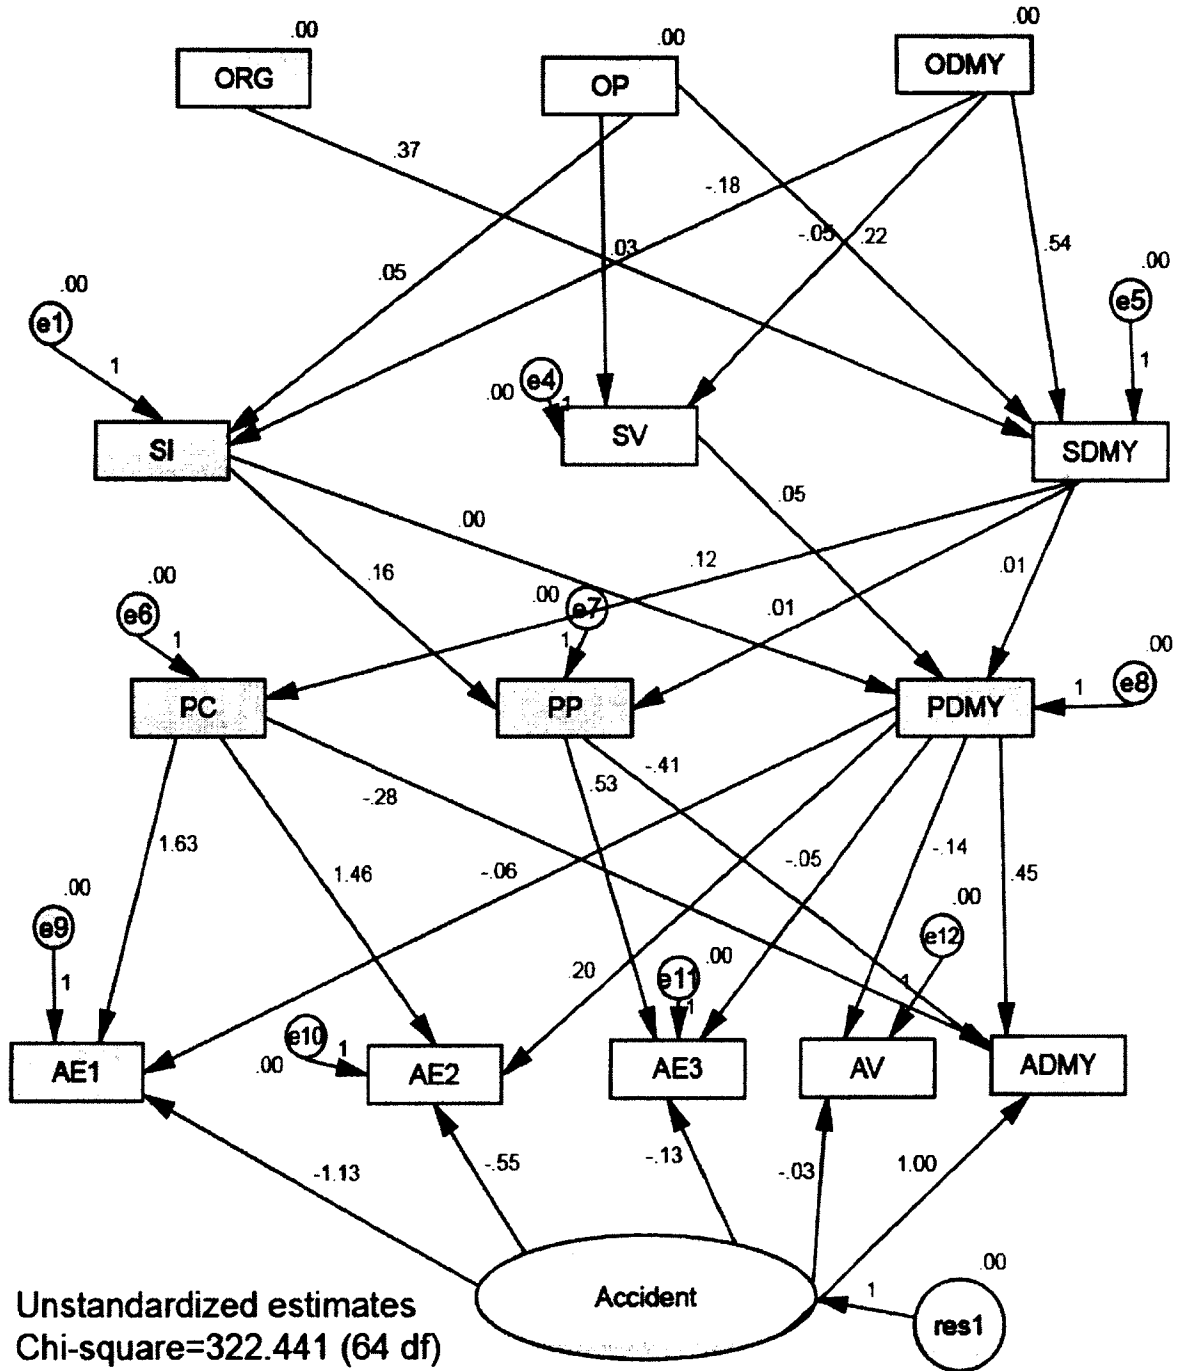 .00
.00
.00
ORG
OP
ODMY
.37
-.18
.03
-.05
.22
.54
.05
.00
e1
1
.00
e4
1
.00
e5
1
SI
SV
SDMY
.00
.05
.16
.12
.01
.01
.00
e6
1
.00
e7
1
.00
e8
1
PC
PP
PDMY
-.28
.53
-.41
1.63
1.46
-.06
-.05
-.14
.45
.00
e9
1
.20
.00
e10
1
.00
e11
1
.00
e12
1
AE1
AE2
AE3
AV
ADMY
-1.13
-.55
-.13
-.03
1.00
Accident
.00
1
res1
Unstandardized estimates
Chi-square=322.441 (64 df)